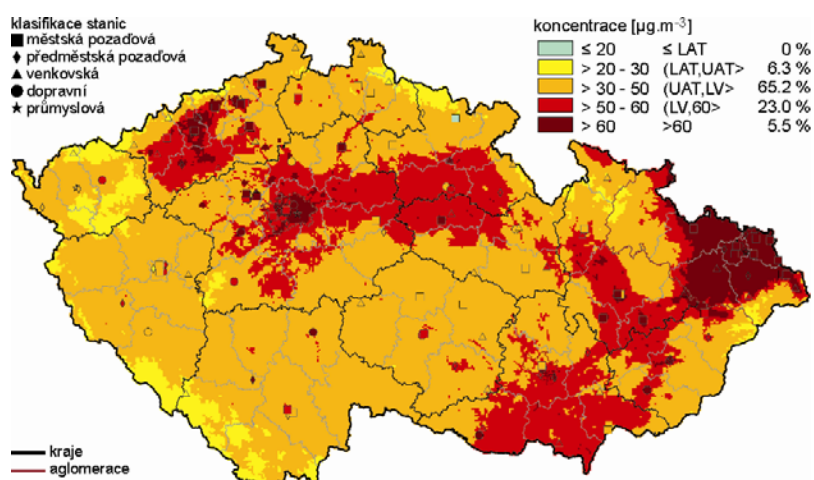 klasifikace stanic
městská pozaďová
předměstská pozaďová
venkovská
dopravní
průmyslová
koncentrace [µg.m-³]
≤ 20 ≤ LAT 0 %
> 20 - 30 (LAT,UAT> 6.3 %
> 30 - 50 (UAT,LV> 65.2 %
> 50 - 60 (LV,60> 23.0 %
> 60 >60 5.5 %
kraje
aglomerace